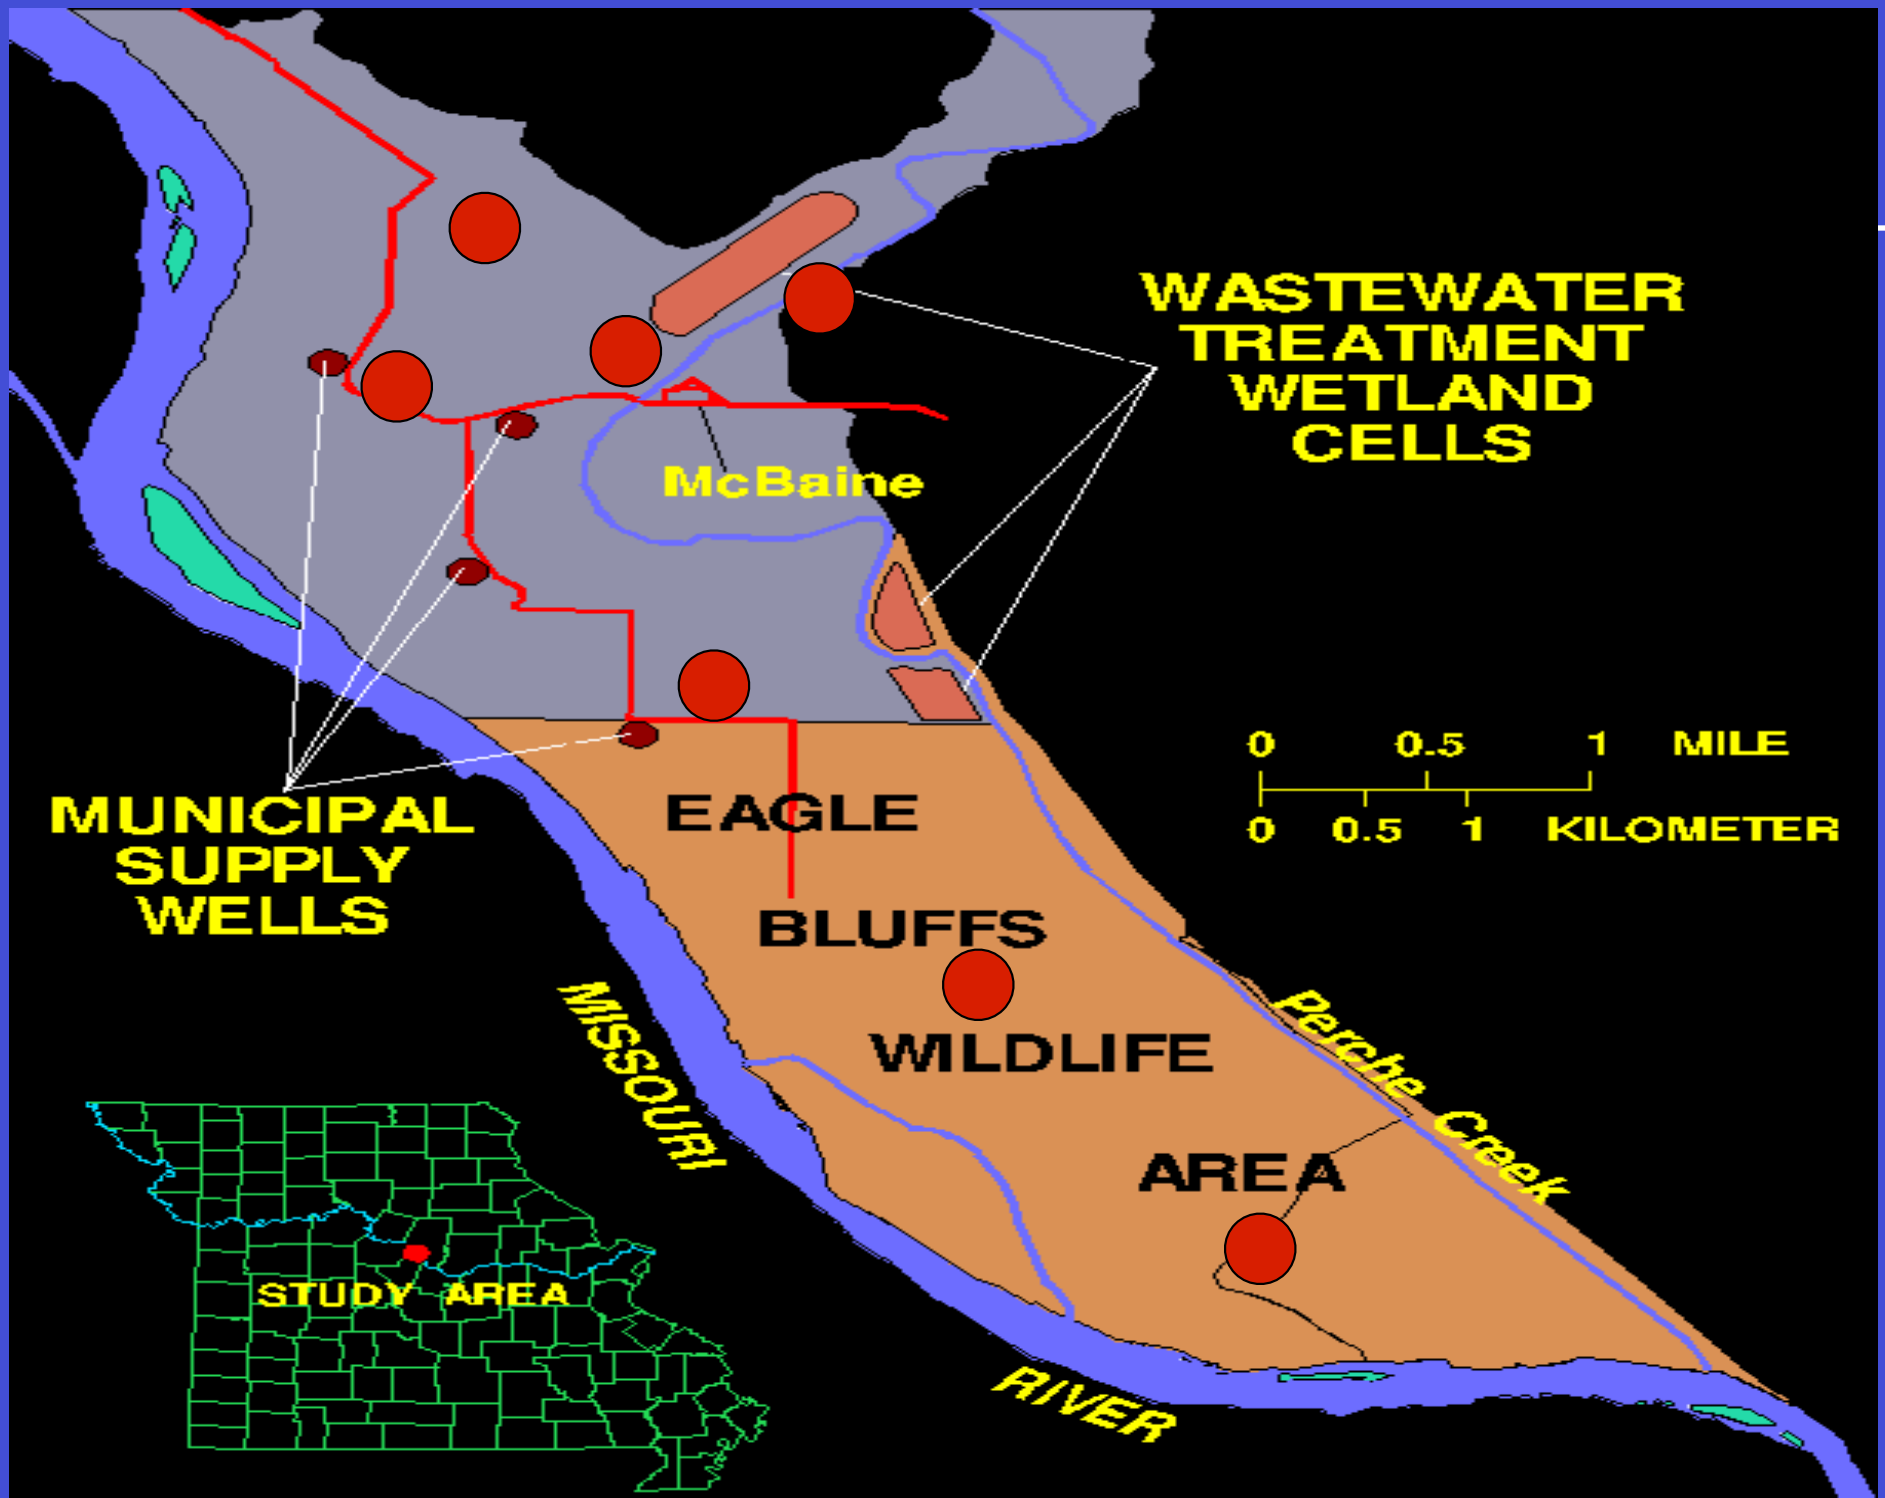 WASTEWATER
TREATMENT
WETLAND
CELLS
McBaine
0 0.5 1 MILE
0 0.5 1 KILOMETER
MUNICIPAL
SUPPLY
WELLS
EAGLE
BLUFFS
WILDLIFE
AREA
MISSOURI
RIVER
Perche Creek
STUDY AREA